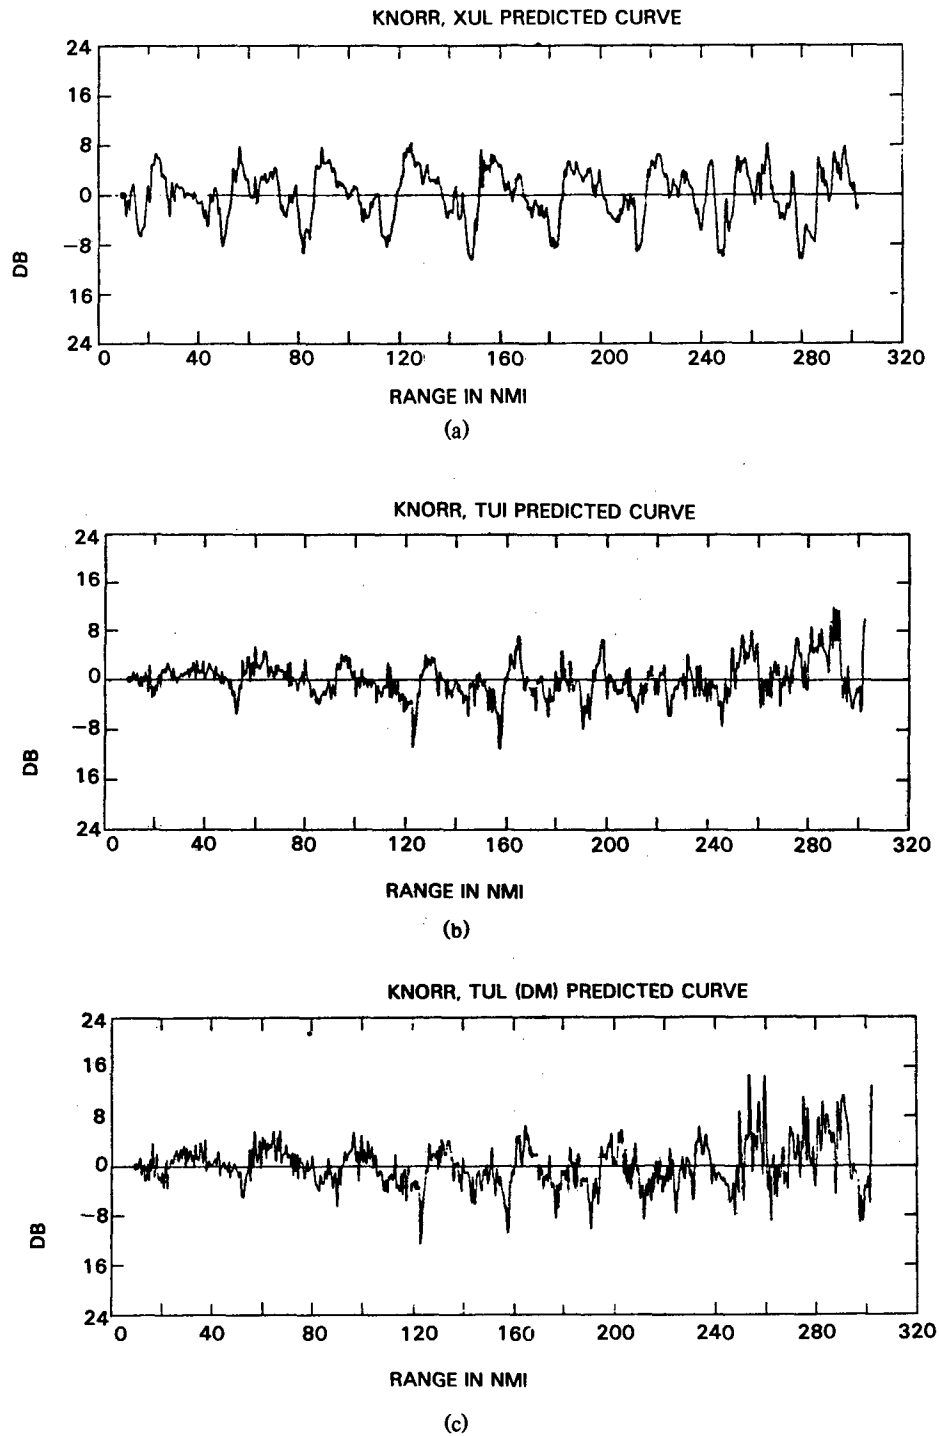 KNORR, XUL PREDICTED CURVE
24
16
8
0
−8
16
24
DB
0 40 80 120 160 200 240 280 320
RANGE IN NMI
(a)
KNORR, TUI PREDICTED CURVE
24
16
8
0
−8
16
24
DB
0 40 80 120 160 200 240 280 320
RANGE IN NMI
(b)
KNORR, TUL (DM) PREDICTED CURVE
24
16
8
0
−8
16
24
DB
0 40 80 120 160 200 240 280 320
RANGE IN NMI
(c)